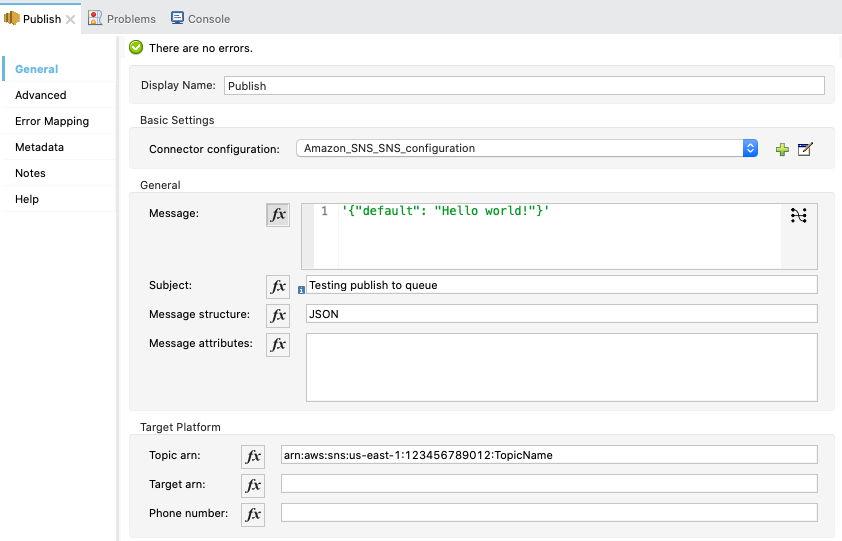 Publish Problems Console
There are no errors.
General
Advanced
Error Mapping
Metadata
Notes
Help
Display Name: Publish
Basic Settings
Connector configuration: Amazon_SNS_SNS_configuration
General
Message: fx 1 '{"default": "Hello world!"}'
Subject: fx i Testing publish to queue
Message structure: fx JSON
Message attributes: fx
Target Platform
Topic arn: fx arn:aws:sns:us-east-1:123456789012:TopicName
Target arn: fx
Phone number: fx